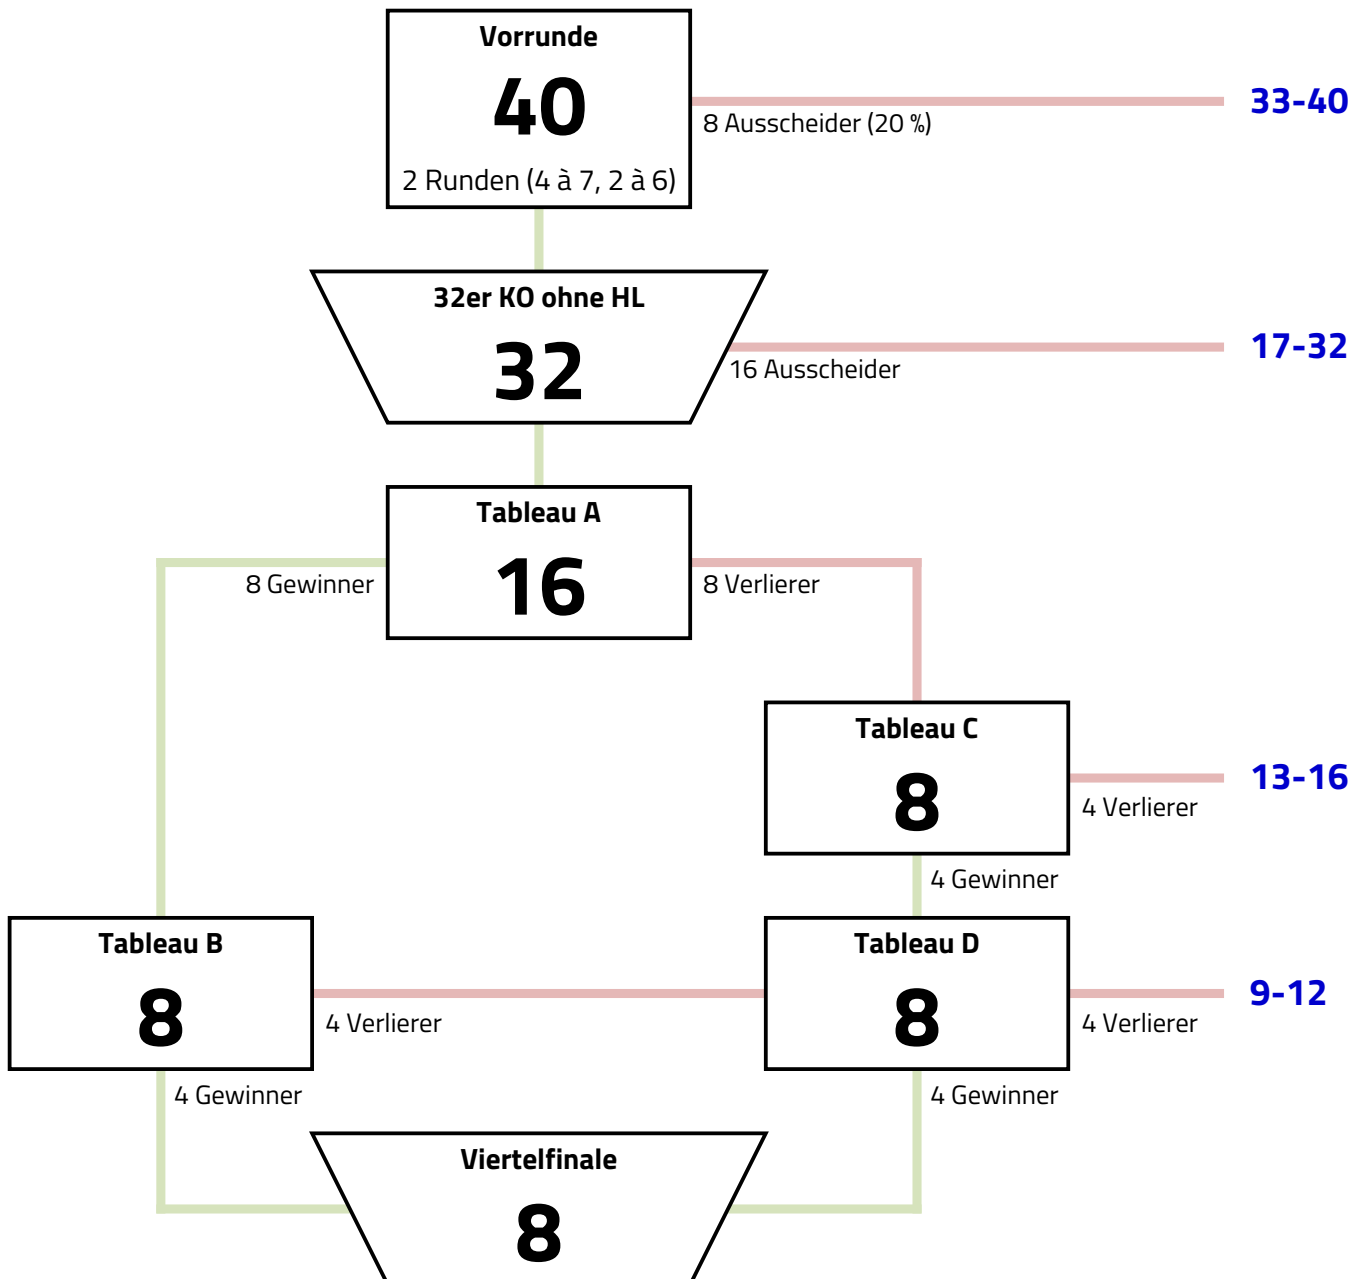 Vorrunde
40
2 Runden (4 à 7, 2 à 6)
8 Ausscheider (20 %)
33-40
32er KO ohne HL
32
16 Ausscheider
17-32
Tableau A
16
8 Gewinner
8 Verlierer
Tableau C
8
4 Verlierer
13-16
4 Gewinner
Tableau B
8
4 Verlierer
Tableau D
8
4 Verlierer
9-12
4 Gewinner
4 Gewinner
Viertelfinale
8